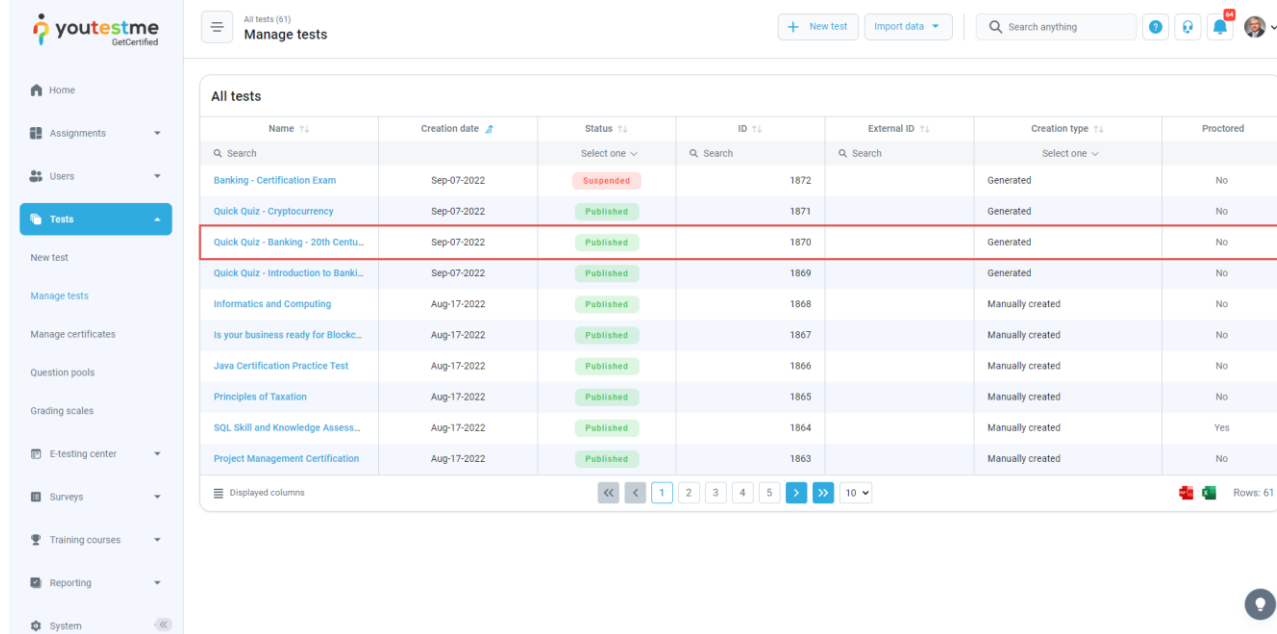 youtestme
GetCertified
All tests (61)
Manage tests
New test
Import data
Search anything
?
64
Home
Assignments
Users
Tests
New test
Manage tests
Manage certificates
Question pools
Grading scales
E-testing center
Surveys
Training courses
Reporting
System
All tests
Name Creation date Status ID External ID Creation type Proctored
Search Select one Search Search Select one
Banking - Certification Exam Sep-07-2022 Suspended 1872 Generated No
Quick Quiz - Cryptocurrency Sep-07-2022 Published 1871 Generated No
Quick Quiz - Banking - 20th Centu... Sep-07-2022 Published 1870 Generated No
Quick Quiz - Introduction to Banki... Sep-07-2022 Published 1869 Generated No
Informatics and Computing Aug-17-2022 Published 1868 Manually created No
Is your business ready for Blockc... Aug-17-2022 Published 1867 Manually created No
Java Certification Practice Test Aug-17-2022 Published 1866 Manually created No
Principles of Taxation Aug-17-2022 Published 1865 Manually created No
SQL Skill and Knowledge Assess... Aug-17-2022 Published 1864 Manually created Yes
Project Management Certification Aug-17-2022 Published 1863 Manually created No
Displayed columns
1 2 3 4 5 10
Rows: 61